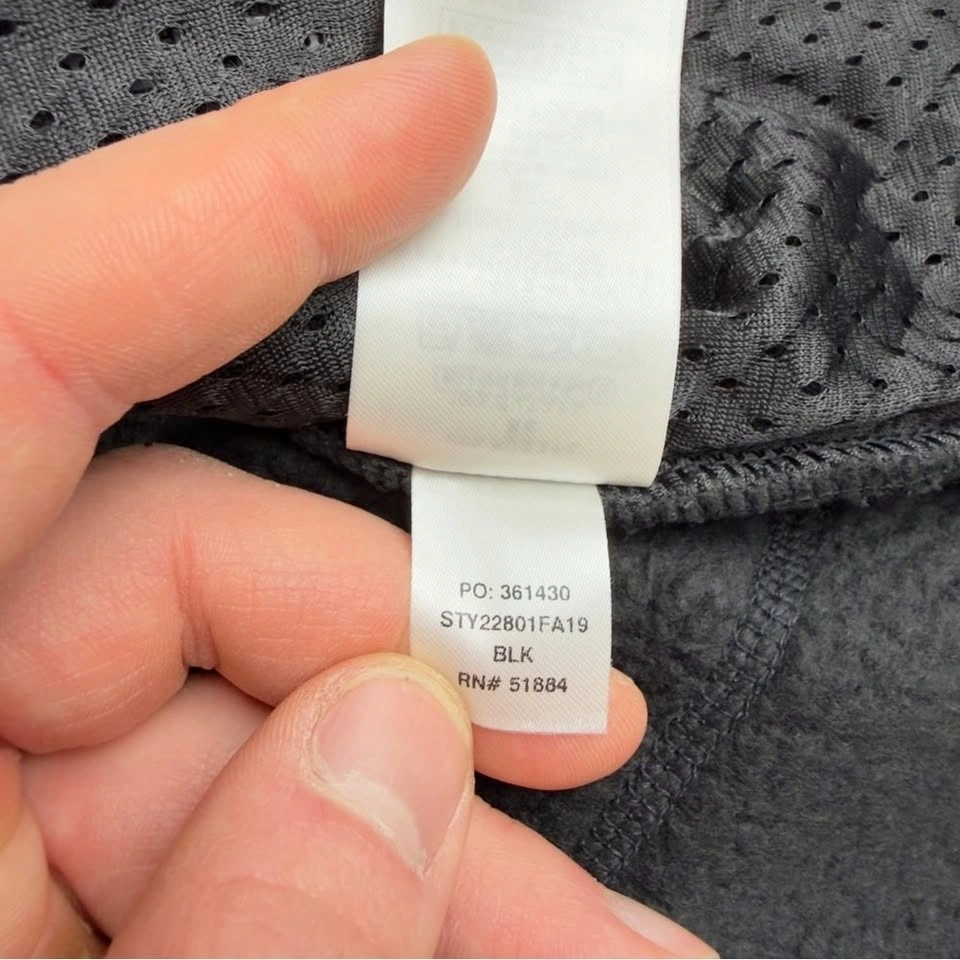 PO: 361430
STY22801FA19
BLK
RN# 51884